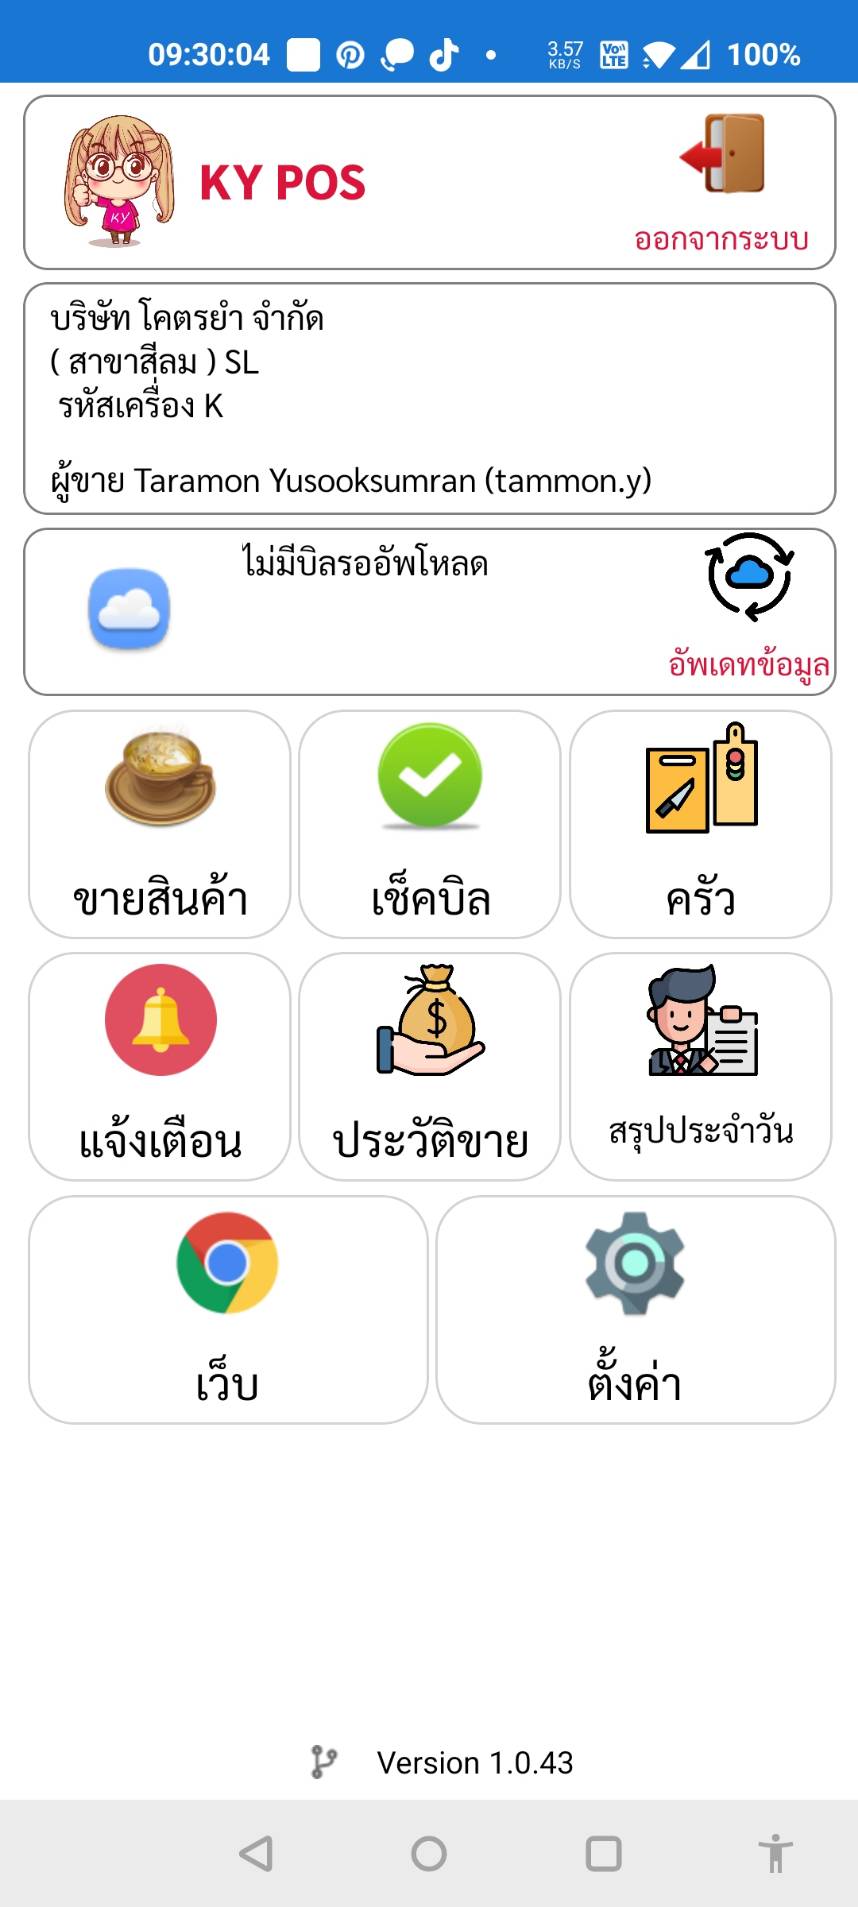 09:30:04 3.57 KB/S Vo LTE 100%
KY
KY POS
ออกจากระบบ
บริษัท โคตรยำ จำกัด
( สาขาสีลม ) SL
รหัสเครื่อง K
ผู้ขาย Taramon Yusooksumran (tammon.y)
ไม่มีบิลรออัพโหลด
อัพเดทข้อมูล
ขายสินค้า เช็คบิล ครัว
แจ้งเตือน ประวัติขาย สรุปประจำวัน
เว็บ ตั้งค่า
Version 1.0.43